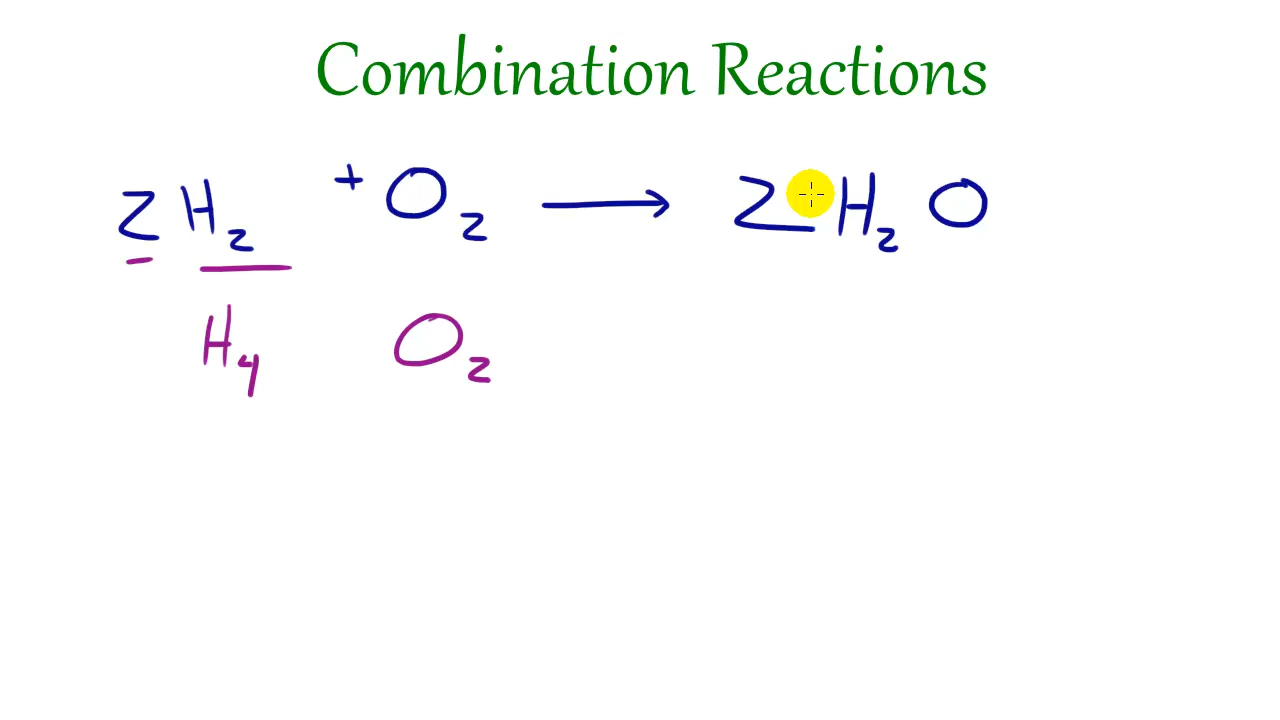 Combination Reactions
2 H₂ + O₂ ⟶ 2 H₂ O
H₄ O₂